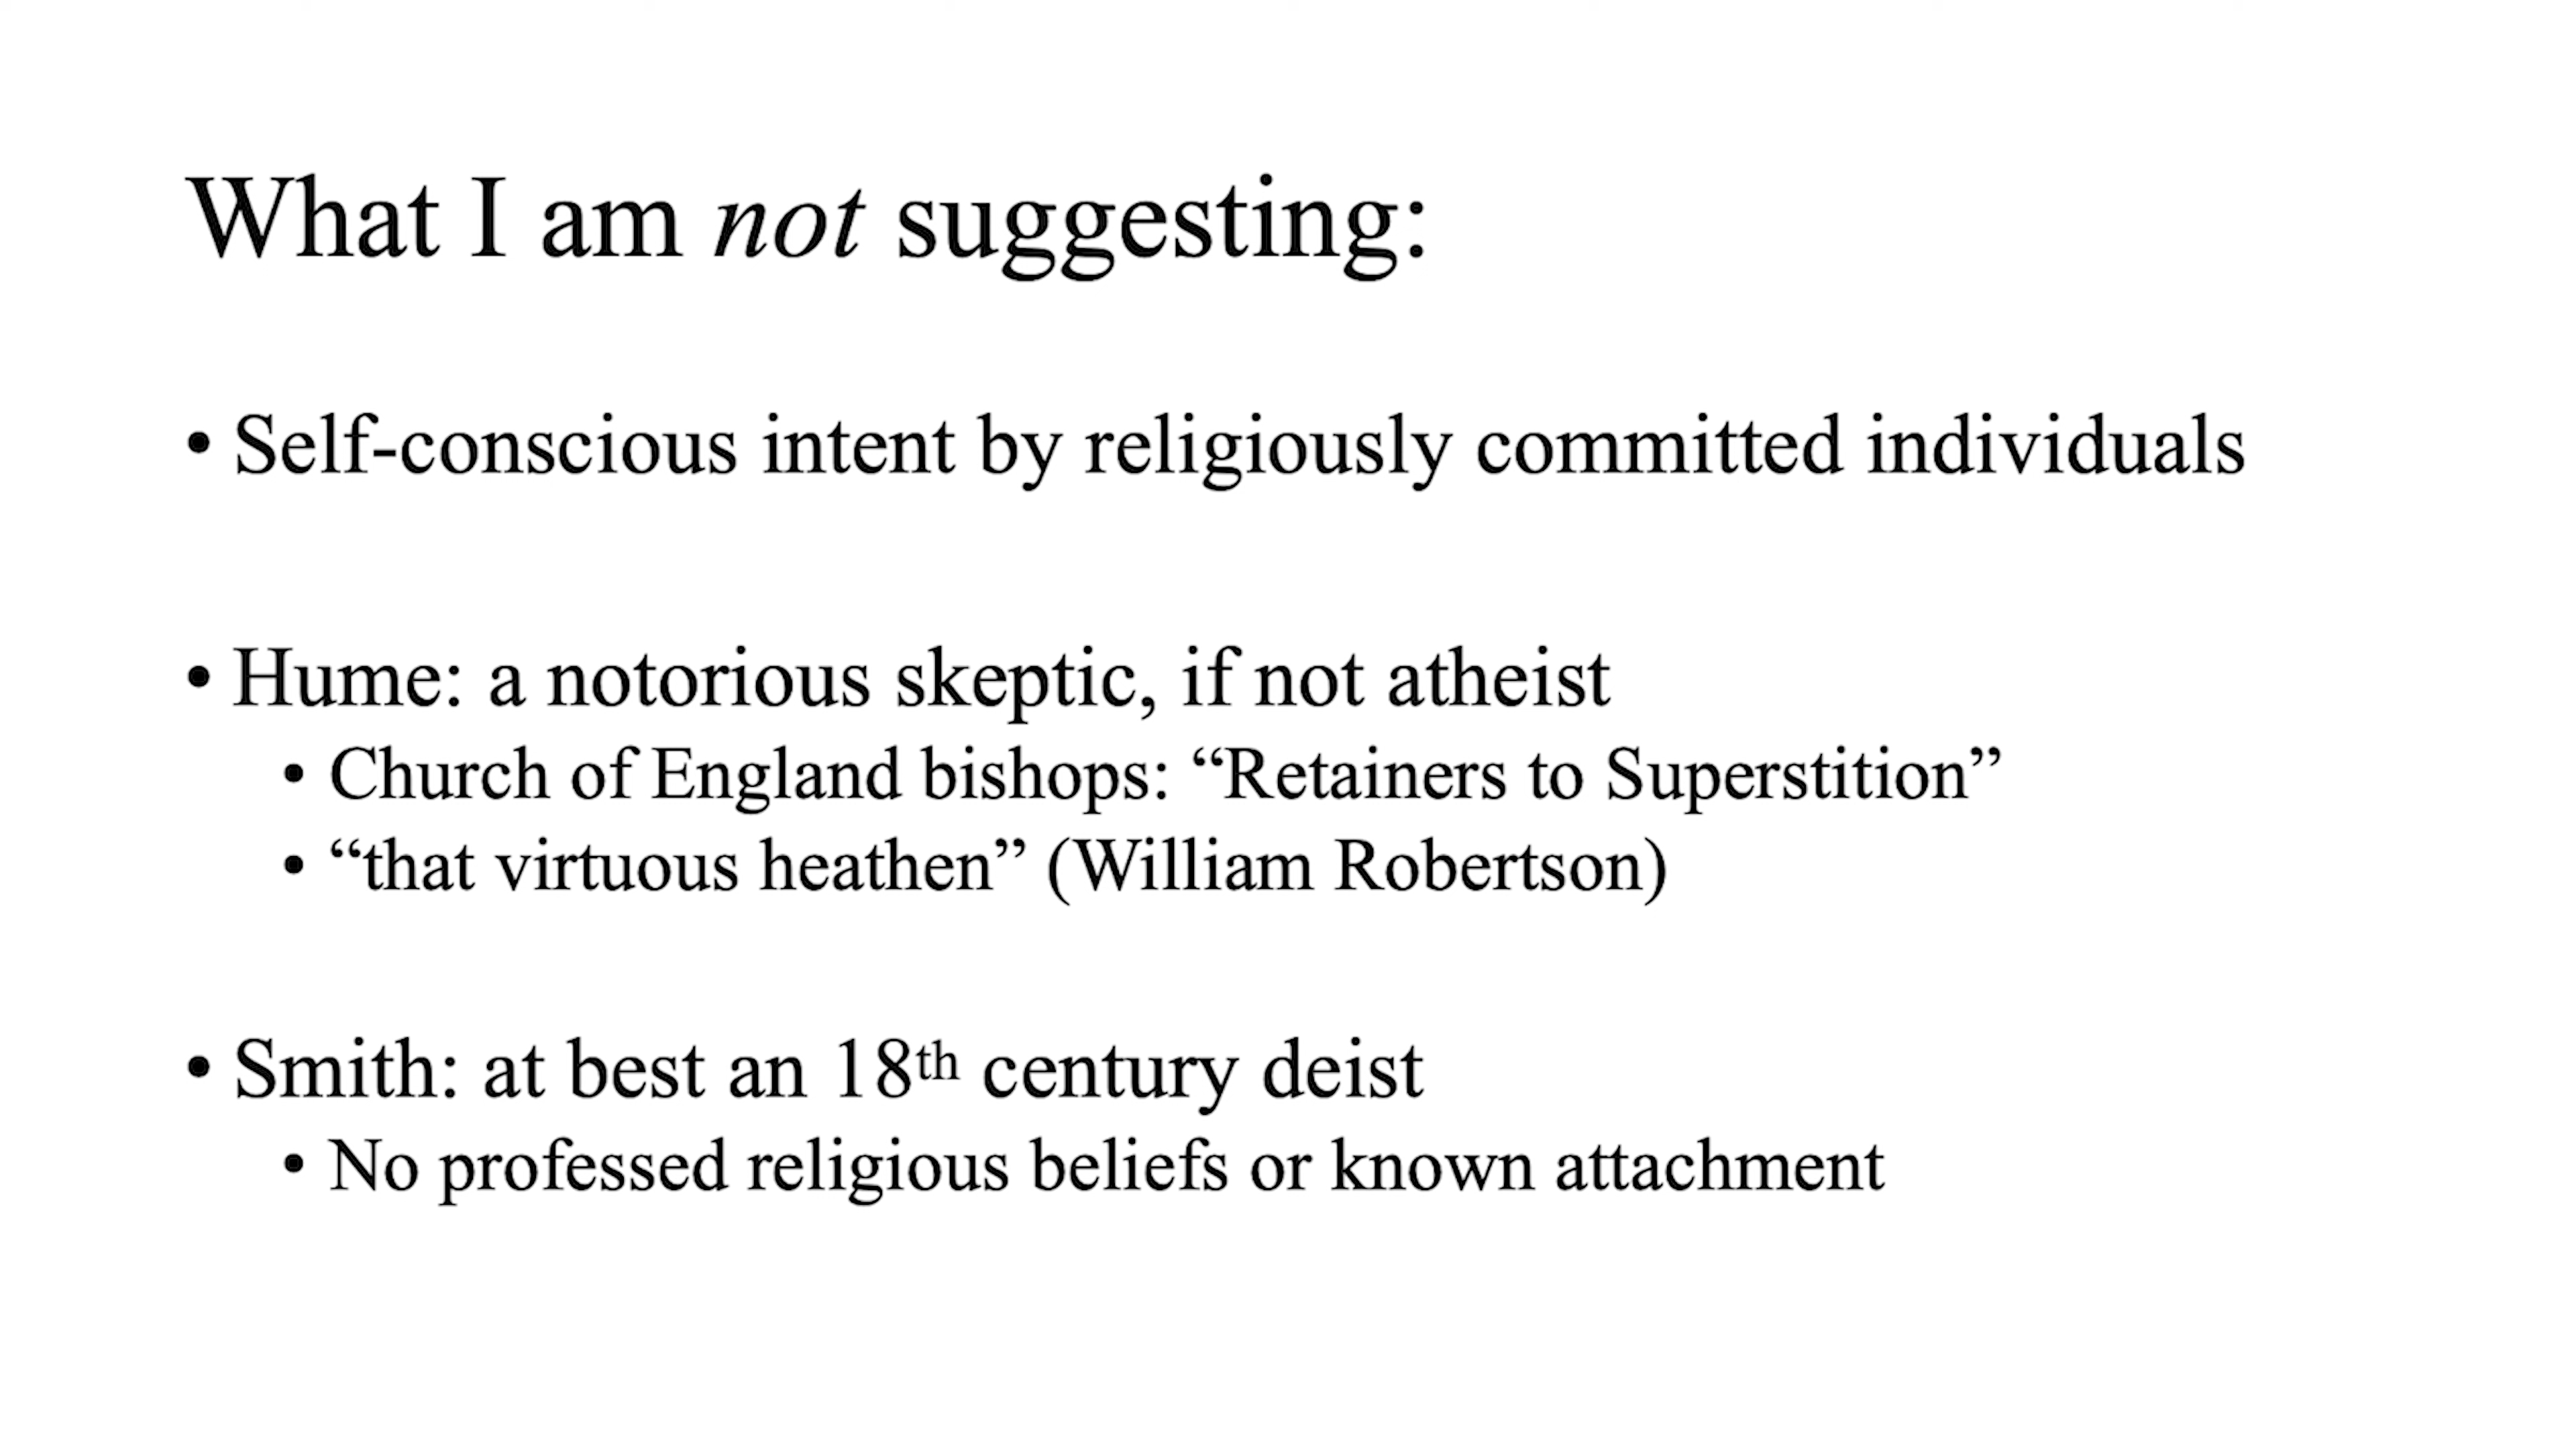 What I am not suggesting:
• Self-conscious intent by religiously committed individuals
• Hume: a notorious skeptic, if not atheist
• Church of England bishops: “Retainers to Superstition”
• “that virtuous heathen” (William Robertson)
• Smith: at best an 18th century deist
• No professed religious beliefs or known attachment